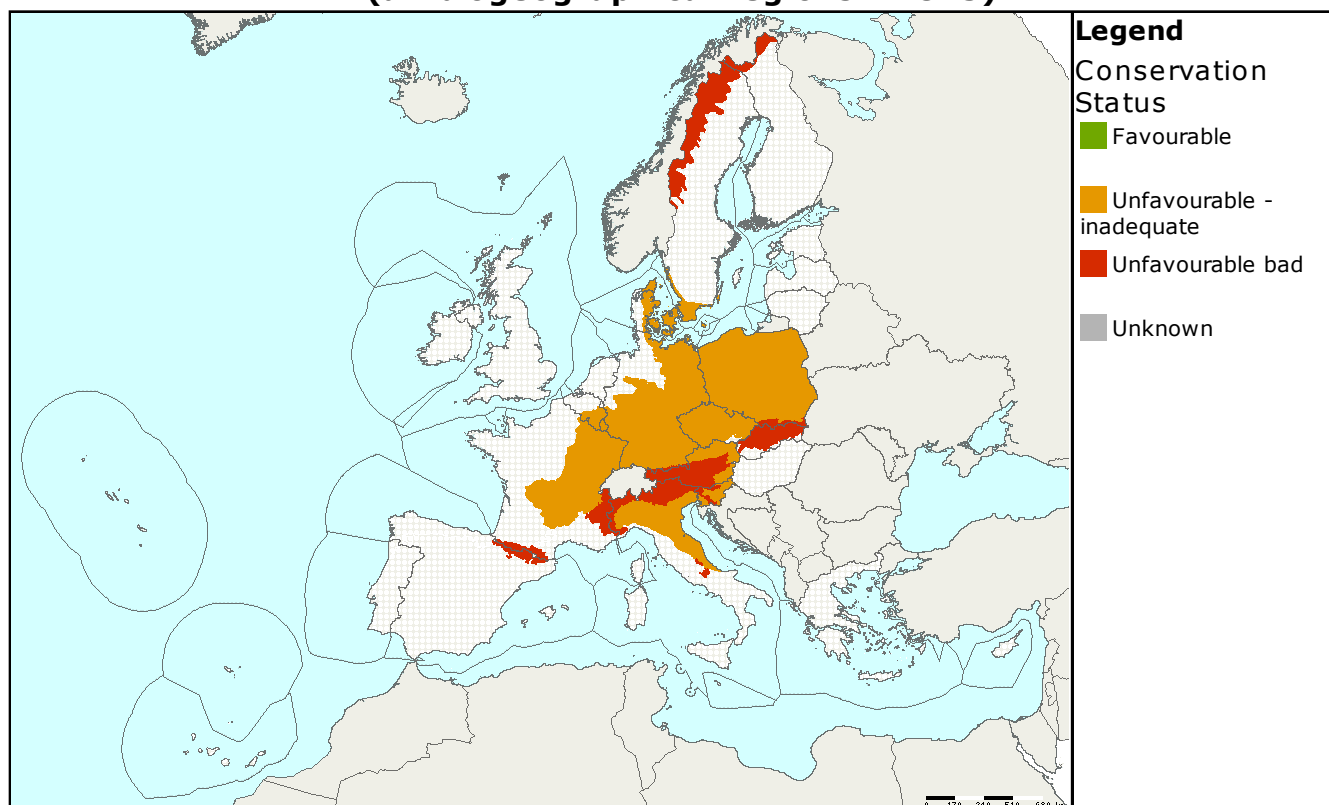 Legend
Conservation
Status
Favourable
Unfavourable -
inadequate
Unfavourable bad
Unknown